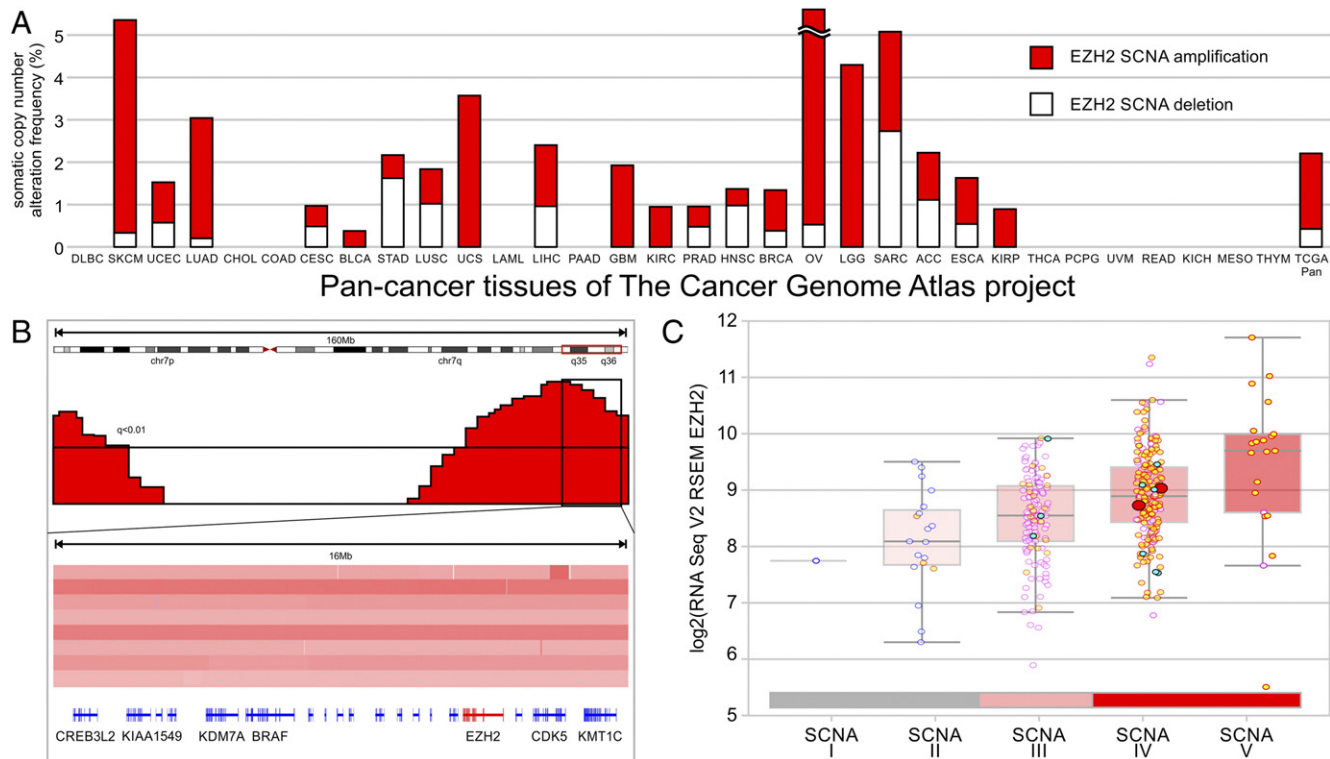 A
somatic copy number
alteration frequency (%)
5
4
3
2
1
0
EZH2 SCNA amplification
EZH2 SCNA deletion
DLBC SKCM UCEC LUAD CHOL COAD CESC BLCA STAD LUSC UCS LAML LIHC PAAD GBM KIRC PRAD HNSC BRCA OV LGG SARC ACC ESCA KIRP THCA PCPG UVM READ KICH MESO THYM TCGA
Pan
Pan-cancer tissues of The Cancer Genome Atlas project
B
160Mb
chr7p chr7q q35 q36
q<0.01
16Mb
CREB3L2 KIAA1549 KDM7A BRAF EZH2 CDK5 KMT1C
C
log2(RNA Seq V2 RSEM EZH2)
12
11
10
9
8
7
6
5
SCNA SCNA SCNA SCNA SCNA
I II III IV V